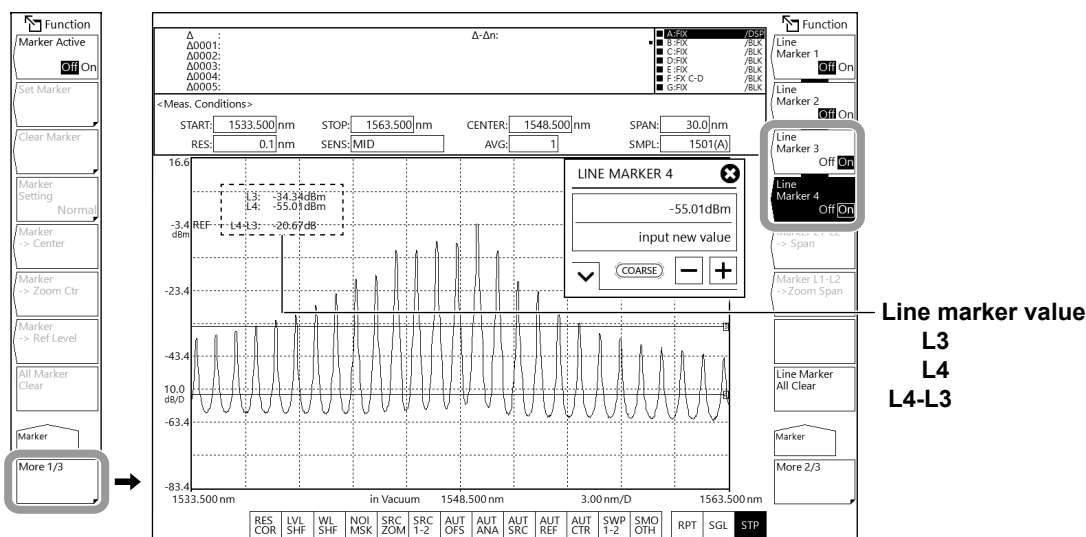 Function
Marker Active
Off On
Set Marker
Clear Marker
Marker
Setting
Normal
Marker
-> Center
Marker
-> Zoom Ctr
Marker
-> Ref Level
All Marker
Clear
Marker
More 1/3
Δ :
Δ0001:
Δ0002:
Δ0003:
Δ0004:
Δ0005:
Δ-Δn:
A:FIX /DSP
B:FIX /BLK
C:FIX /BLK
D:FIX /BLK
E:FIX /BLK
F:FX C-D /BLK
G:FIX /BLK
<Meas. Conditions>
START: 1533.500 nm STOP: 1563.500 nm CENTER: 1548.500 nm SPAN: 30.0 nm
RES: 0.1 nm SENS: MID AVG: 1 SMPL: 1501(A)
16.6
-3.4 REF
dBm
-23.4
-43.4
10.0
dB/D
-63.4
-83.4
L3: -34.34dBm
L4: -55.01dBm
L4-L3: -20.67dB
LINE MARKER 4
-55.01dBm
input new value
COARSE
3
1533.500 nm in Vacuum 1548.500 nm 3.00 nm/D 1563.500 nm
RES COR
LVL SHF
WL SHF
NOI MSK
SRC ZOM
SRC 1-2
AUT OFS
AUT ANA
AUT SRC
AUT REF
AUT CTR
SWP 1-2
SMO OTH
RPT
SGL
STP
Function
Line
Marker 1
Off On
Line
Marker 2
Off On
Line
Marker 3
Off On
Line
Marker 4
Off On
Marker L1-L2
-> Span
Marker L1-L2
->Zoom Span
Line Marker
All Clear
Marker
More 2/3
Line marker value
L3
L4
L4-L3